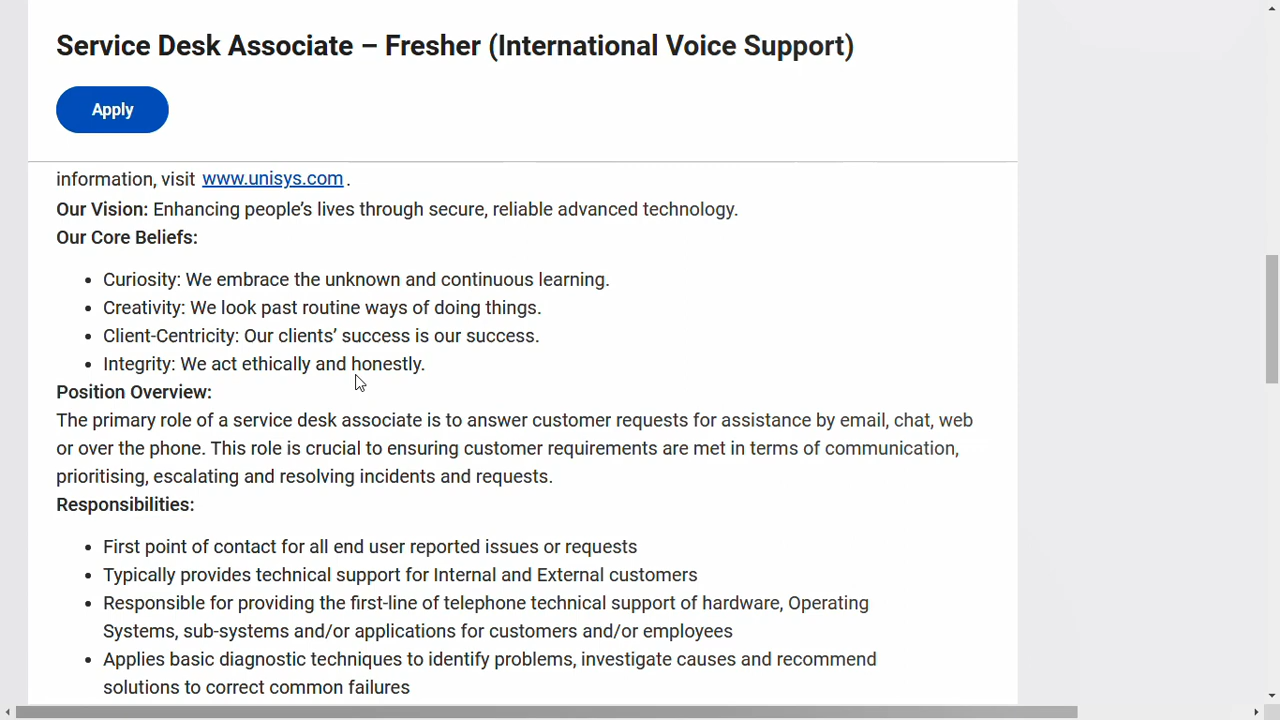 Service Desk Associate – Fresher (International Voice Support)
Apply
information, visit www.unisys.com.
Our Vision: Enhancing people’s lives through secure, reliable advanced technology.
Our Core Beliefs:
• Curiosity: We embrace the unknown and continuous learning.
• Creativity: We look past routine ways of doing things.
• Client-Centricity: Our clients’ success is our success.
• Integrity: We act ethically and honestly.
Position Overview:
The primary role of a service desk associate is to answer customer requests for assistance by email, chat, web
or over the phone. This role is crucial to ensuring customer requirements are met in terms of communication,
prioritising, escalating and resolving incidents and requests.
Responsibilities:
• First point of contact for all end user reported issues or requests
• Typically provides technical support for Internal and External customers
• Responsible for providing the first-line of telephone technical support of hardware, Operating
Systems, sub-systems and/or applications for customers and/or employees
• Applies basic diagnostic techniques to identify problems, investigate causes and recommend
solutions to correct common failures